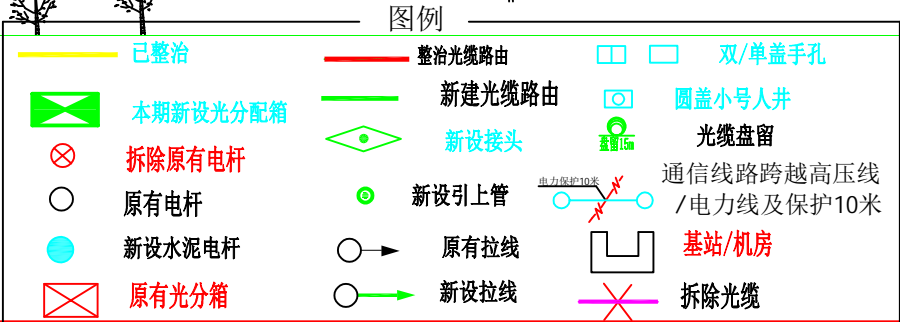 图例
已整治
整治光缆路由
双/单盖手孔
本期新设光分配箱
新建光缆路由
圆盖小号人井
拆除原有电杆
新设接头
盘留15m
光缆盘留
原有电杆
新设引上管
电力保护10米
通信线路跨越高压线
/电力线及保护10米
新设水泥电杆
原有拉线
基站/机房
原有光分箱
新设拉线
拆除光缆